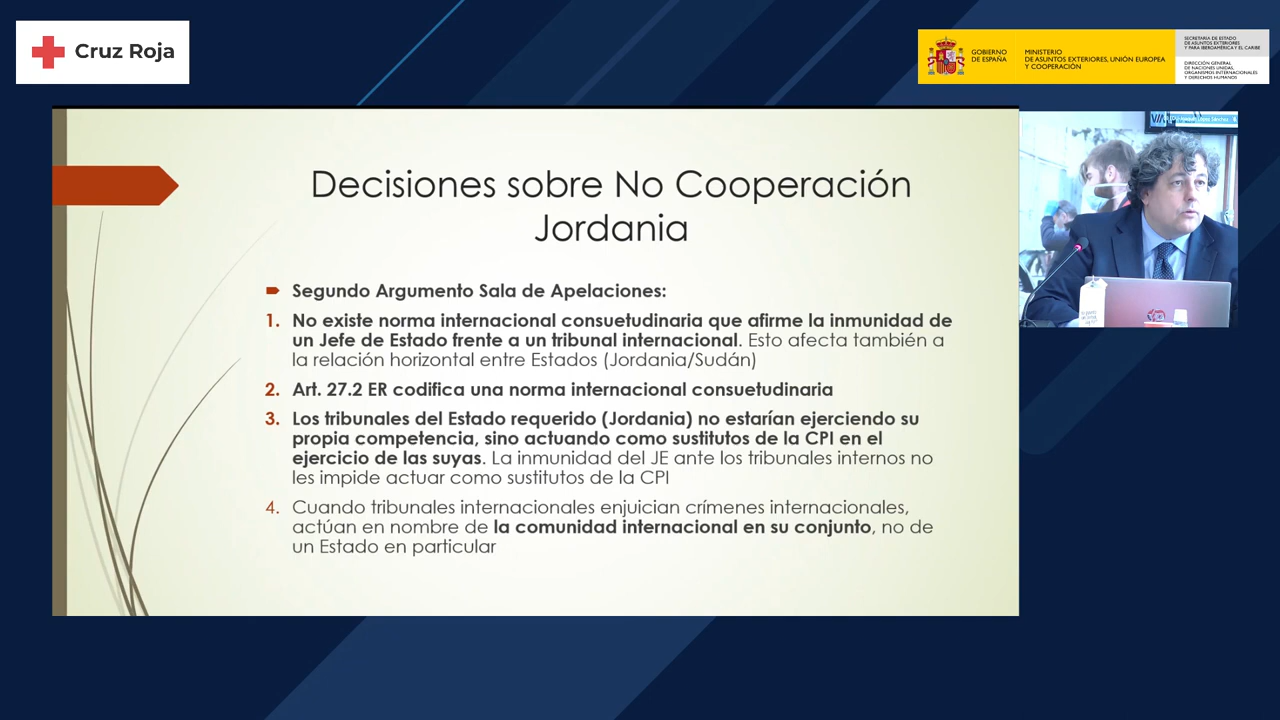 Cruz Roja
GOBIERNO
DE ESPAÑA
MINISTERIO
DE ASUNTOS EXTERIORES, UNIÓN EUROPEA
Y COOPERACIÓN
SECRETARÍA DE ESTADO
DE ASUNTOS EXTERIORES
Y PARA IBEROAMÉRICA Y EL CARIBE
DIRECCIÓN GENERAL
DE NACIONES UNIDAS,
ORGANISMOS INTERNACIONALES
Y DERECHOS HUMANOS
Decisiones sobre No Cooperación
Jordania
Segundo Argumento Sala de Apelaciones:
1. No existe norma internacional consuetudinaria que afirme la inmunidad de
un Jefe de Estado frente a un tribunal internacional. Esto afecta también a
la relación horizontal entre Estados (Jordania/Sudán)
2. Art. 27.2 ER codifica una norma internacional consuetudinaria
3. Los tribunales del Estado requerido (Jordania) no estarían ejerciendo su
propia competencia, sino actuando como sustitutos de la CPI en el
ejercicio de las suyas. La inmunidad del JE ante los tribunales internos no
les impide actuar como sustitutos de la CPI
4. Cuando tribunales internacionales enjuician crímenes internacionales,
actúan en nombre de la comunidad internacional en su conjunto, no de
un Estado en particular